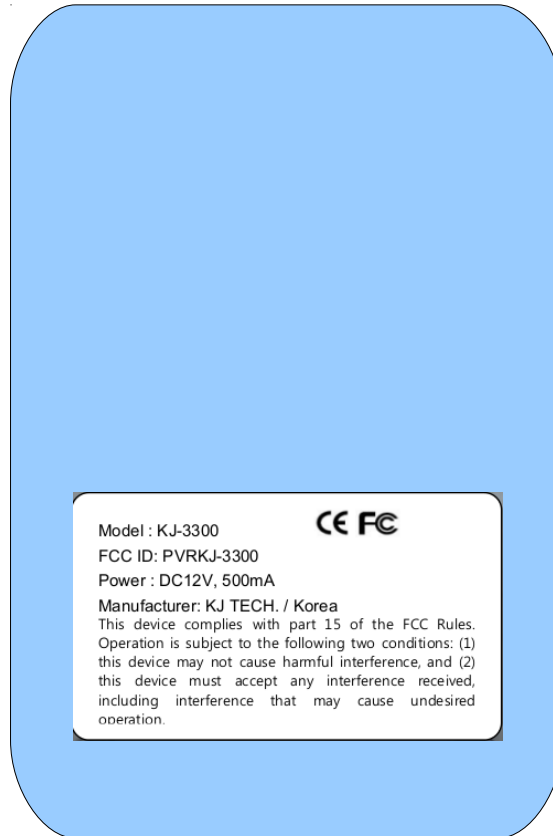 CE FC
Model : KJ-3300
FCC ID: PVRKJ-3300
Power : DC12V, 500mA
Manufacturer: KJ TECH. / Korea
This device complies with part 15 of the FCC Rules.
Operation is subject to the following two conditions: (1)
this device may not cause harmful interference, and (2)
this device must accept any interference received,
including interference that may cause undesired
operation.